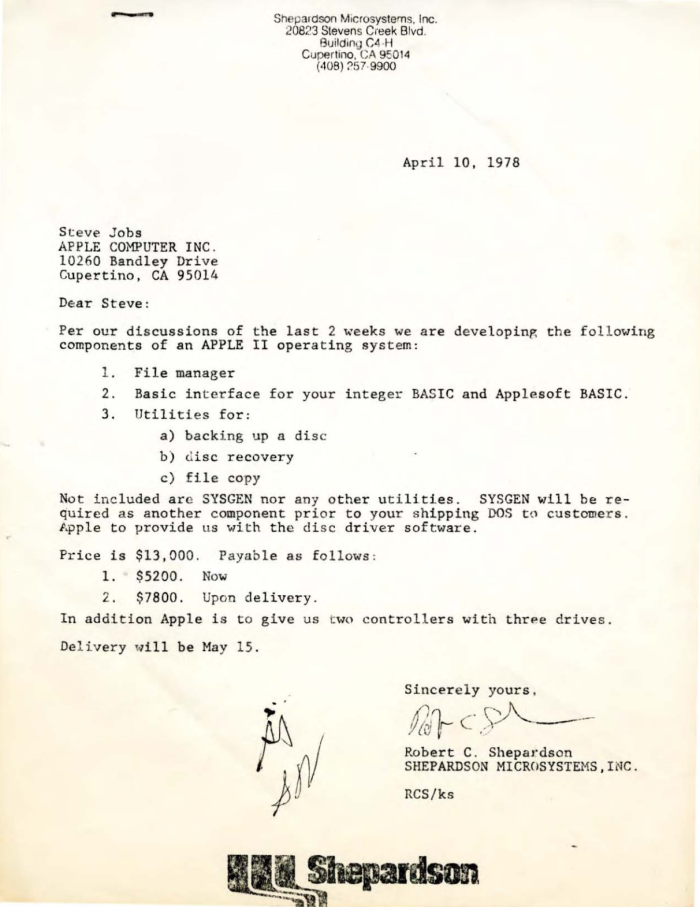 Shepardson Microsystems, Inc.
20823 Stevens Creek Blvd.
Building C4-H
Cupertino, CA 95014
(408) 257-9900
April 10, 1978
Steve Jobs
APPLE COMPUTER INC.
10260 Bandley Drive
Cupertino, CA 95014
Dear Steve:
Per our discussions of the last 2 weeks we are developing the following
components of an APPLE II operating system:
1. File manager
2. Basic interface for your integer BASIC and Applesoft BASIC.
3. Utilities for:
a) backing up a disc
b) disc recovery
c) file copy
Not included are SYSGEN nor any other utilities. SYSGEN will be re-
quired as another component prior to your shipping DOS to customers.
Apple to provide us with the disc driver software.
Price is $13,000. Payable as follows:
1. $5200. Now
2. $7800. Upon delivery.
In addition Apple is to give us two controllers with three drives.
Delivery will be May 15.
Sincerely yours,
Robert C. Shepardson
SHEPARDSON MICROSYSTEMS,INC.
RCS/ks
Shepardson